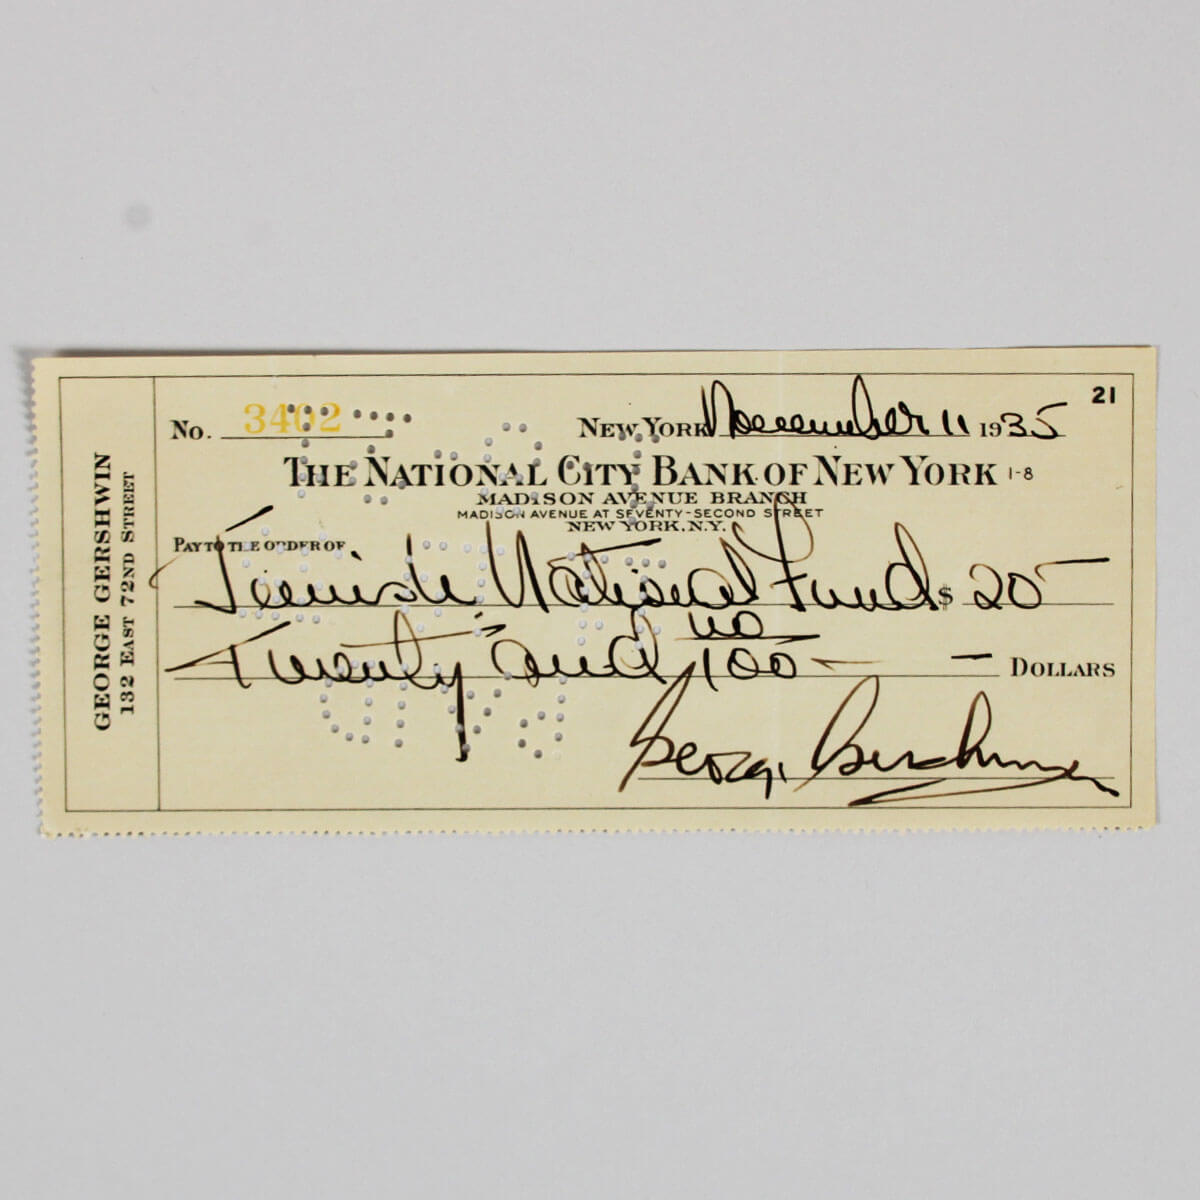 21
No. 3402 NEW YORK November 11 1935
THE NATIONAL CITY BANK OF NEW YORK 1-8
MADISON AVENUE BRANCH
MADISON AVENUE AT SEVENTY-SECOND STREET
NEW YORK, N.Y.
PAY TO THE ORDER OF
Jewish National Fund $ 20
Twenty and no/100 — — DOLLARS
George Gershwin
GEORGE GERSHWIN
132 EAST 72ND STREET